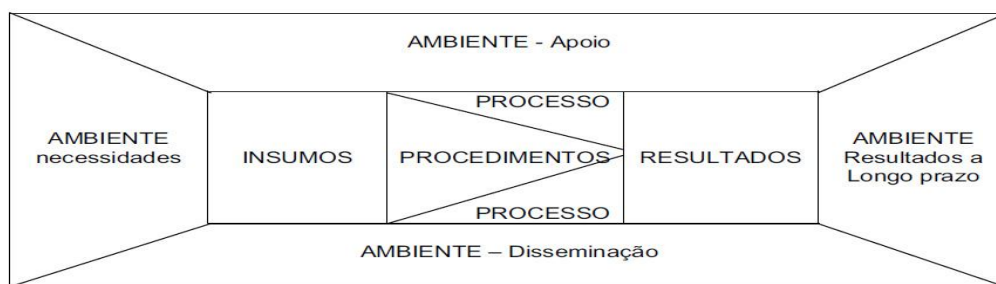 AMBIENTE - Apoio
PROCESSO
AMBIENTE
necessidades
INSUMOS
PROCEDIMENTOS
RESULTADOS
AMBIENTE
Resultados a
Longo prazo
PROCESSO
AMBIENTE – Disseminação